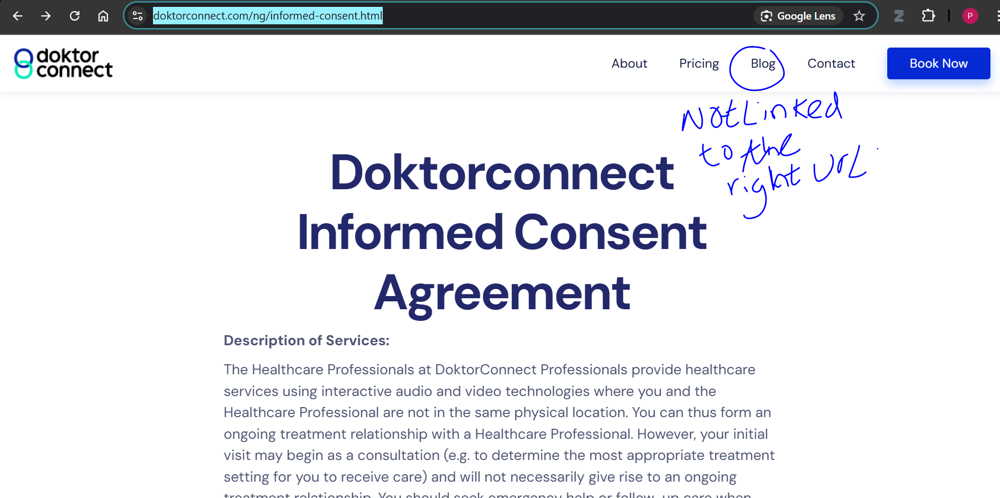 doktorconnect.com/ng/informed-consent.html
Google Lens
Z
P
doktor
connect
About
Pricing
Blog
Contact
Book Now
Not Linked
to the
right UrL
Doktorconnect
Informed Consent
Agreement
Description of Services:
The Healthcare Professionals at DoktorConnect Professionals provide healthcare
services using interactive audio and video technologies where you and the
Healthcare Professional are not in the same physical location. You can thus form an
ongoing treatment relationship with a Healthcare Professional. However, your initial
visit may begin as a consultation (e.g. to determine the most appropriate treatment
setting for you to receive care) and will not necessarily give rise to an ongoing
treatment relationship. You should seek emergency help or follow-up care when